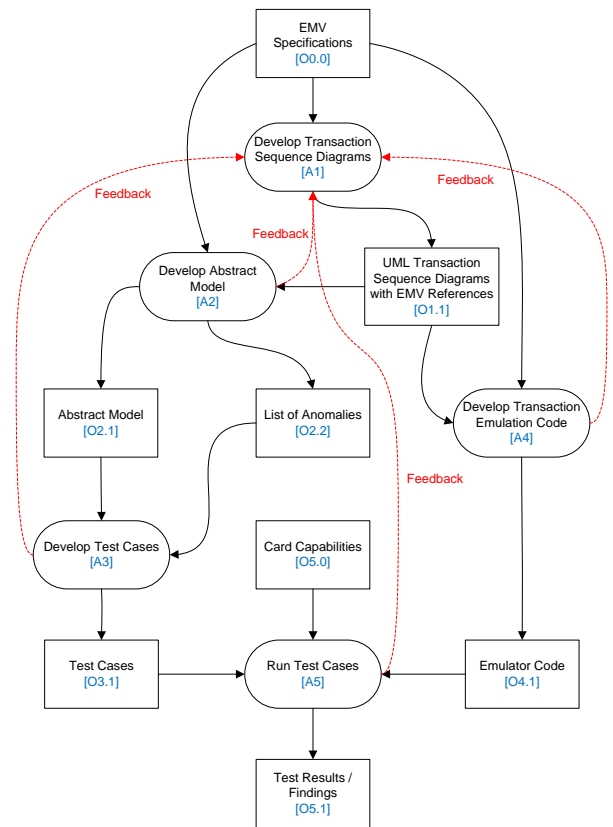 EMV
Specifications
[O0.0]
Develop Transaction
Sequence Diagrams
[A1]
Feedback
Feedback
Feedback
Develop Abstract
Model
[A2]
UML Transaction
Sequence Diagrams
with EMV References
[O1.1]
Abstract Model
[O2.1]
List of Anomalies
[O2.2]
Develop Transaction
Emulation Code
[A4]
Feedback
Develop Test Cases
[A3]
Card Capabilities
[O5.0]
Test Cases
[O3.1]
Run Test Cases
[A5]
Emulator Code
[O4.1]
Test Results /
Findings
[O5.1]